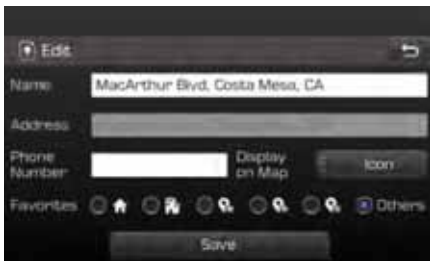 Edit
Name MacArthur Blvd, Costa Mesa, CA
Address
Phone Number Display on Map Icon
Favorites Others
Save